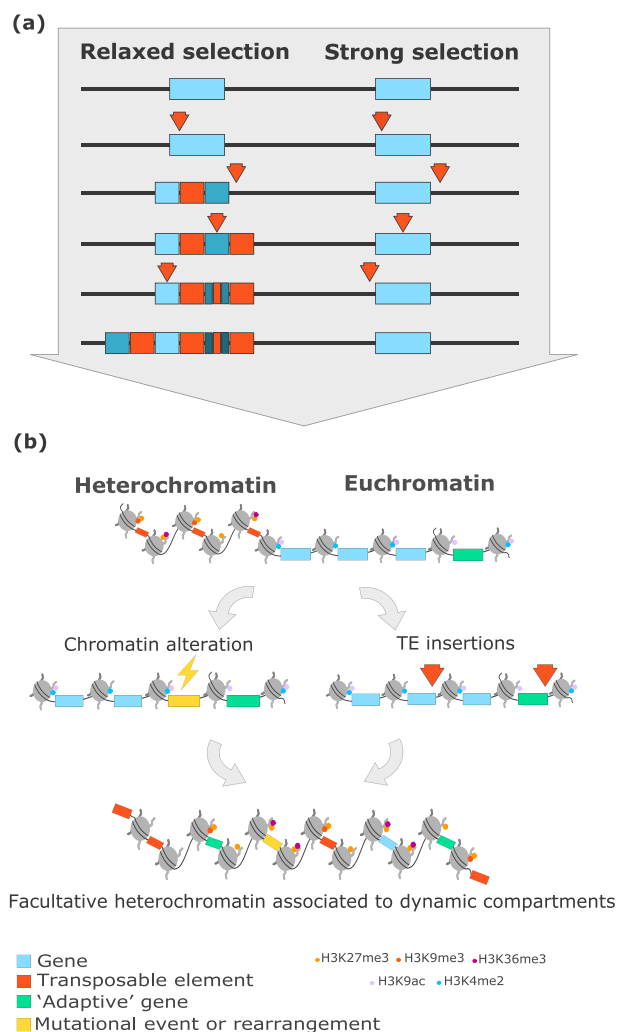 (a)
Relaxed selection Strong selection
(b)
Heterochromatin Euchromatin
Chromatin alteration TE insertions
Facultative heterochromatin associated to dynamic compartments
Gene
Transposable element
‘Adaptive’ gene
Mutational event or rearrangement
H3K27me3 H3K9me3 H3K36me3
H3K9ac H3K4me2